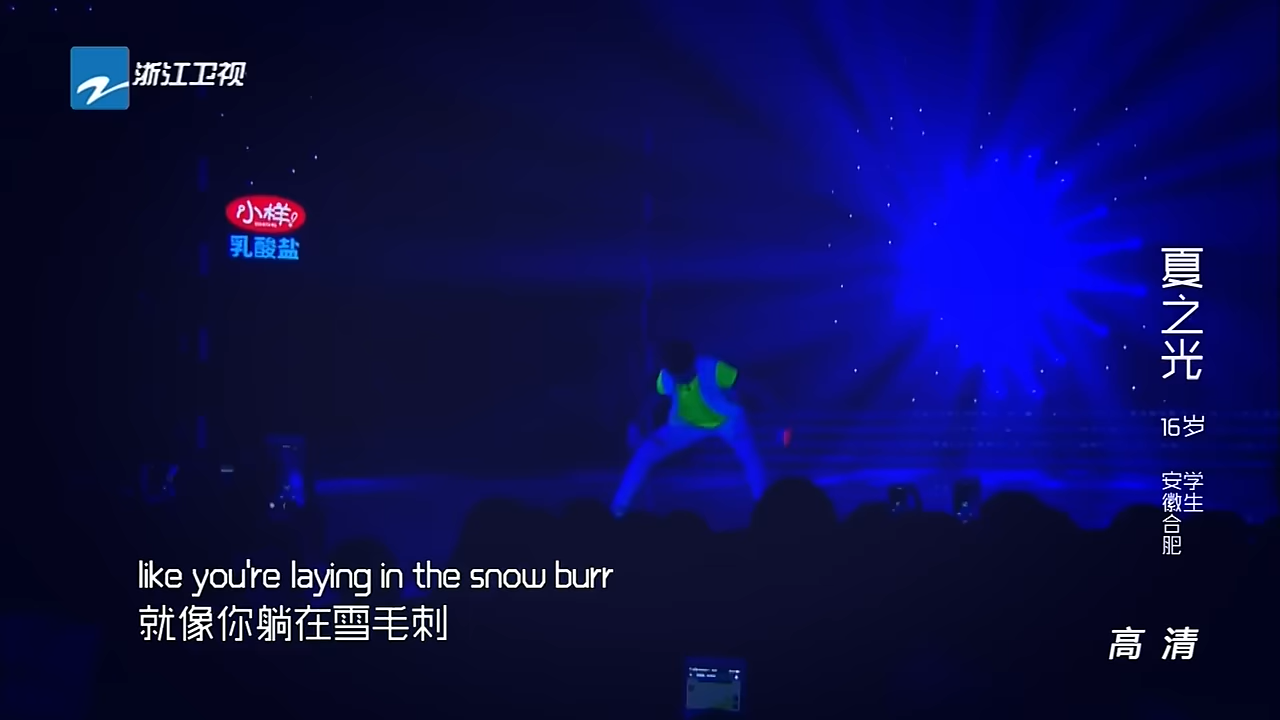 浙江卫视
小样
乳酸盐
夏之光
16岁
学生
安徽合肥
like you're laying in the snow burr
就像你躺在雪毛刺
高清